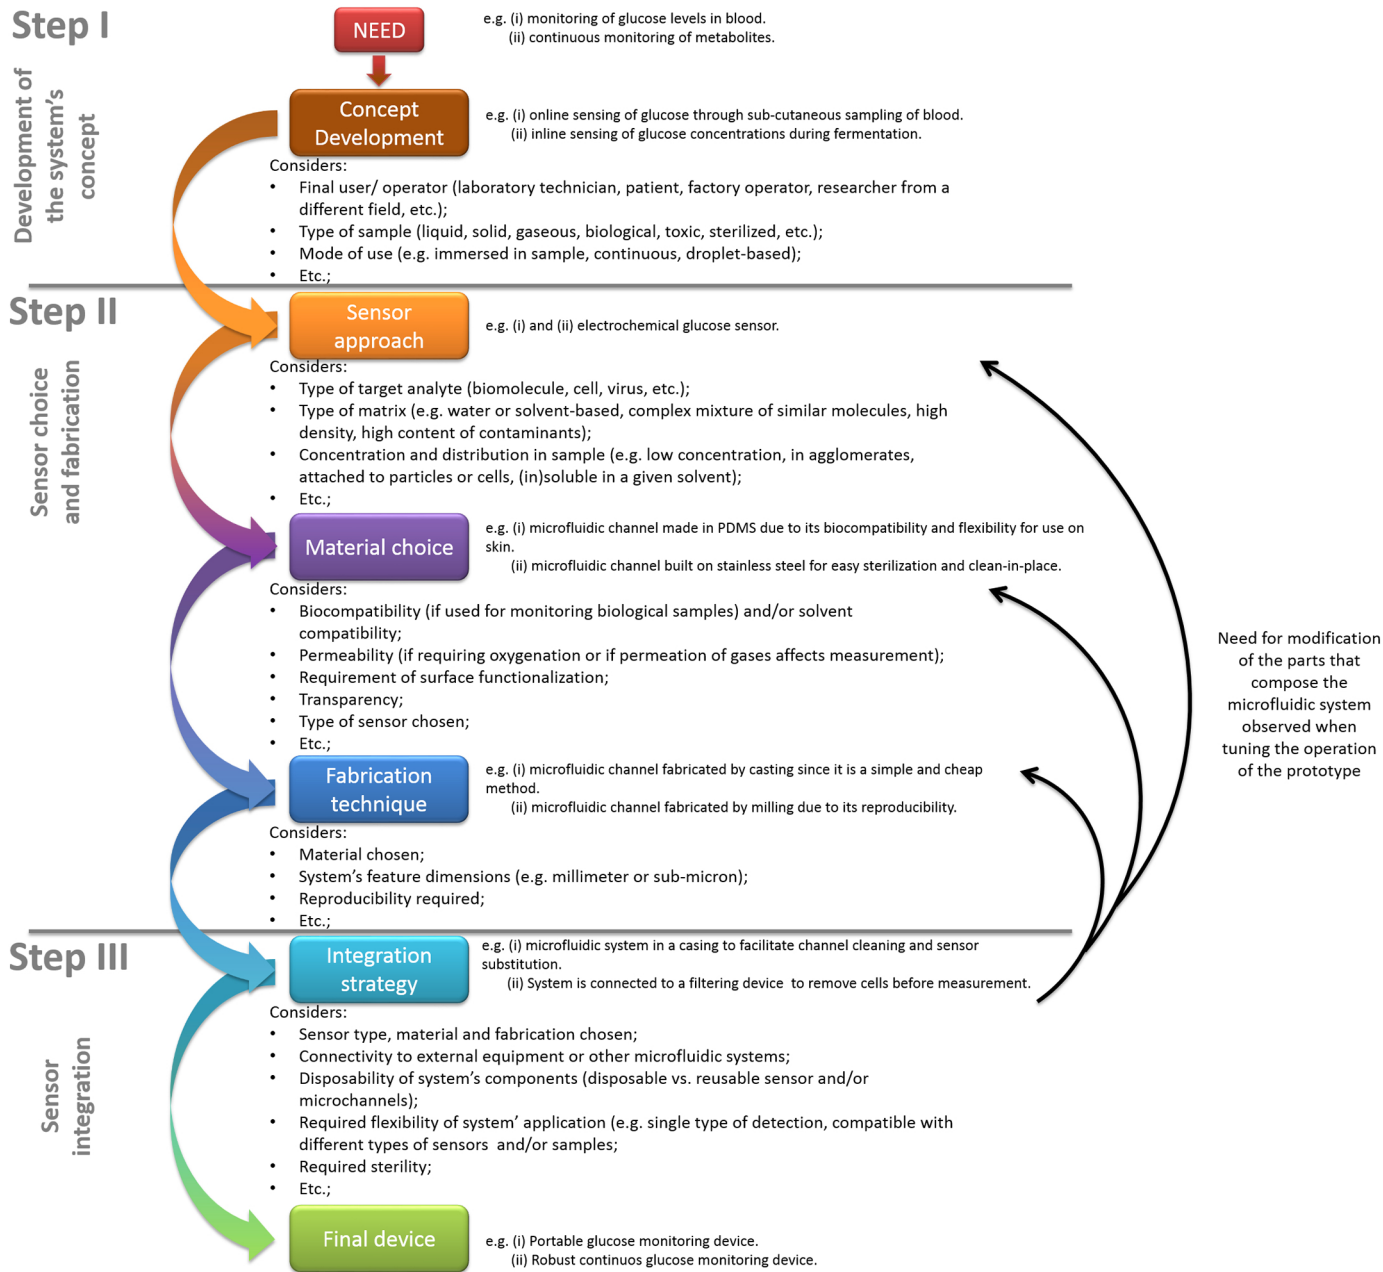 Step I
Development of
the system's
concept
NEED
e.g. (i) monitoring of glucose levels in blood.
(ii) continuous monitoring of metabolites.
Concept
Development
e.g. (i) online sensing of glucose through sub-cutaneous sampling of blood.
(ii) inline sensing of glucose concentrations during fermentation.
Considers:
• Final user/ operator (laboratory technician, patient, factory operator, researcher from a
different field, etc.);
• Type of sample (liquid, solid, gaseous, biological, toxic, sterilized, etc.);
• Mode of use (e.g. immersed in sample, continuous, droplet-based);
• Etc.;
Step II
Sensor choice
and fabrication
Sensor
approach
e.g. (i) and (ii) electrochemical glucose sensor.
Considers:
• Type of target analyte (biomolecule, cell, virus, etc.);
• Type of matrix (e.g. water or solvent-based, complex mixture of similar molecules, high
density, high content of contaminants);
• Concentration and distribution in sample (e.g. low concentration, in agglomerates,
attached to particles or cells, (in)soluble in a given solvent);
• Etc.;
Material choice
e.g. (i) microfluidic channel made in PDMS due to its biocompatibility and flexibility for use on
skin.
(ii) microfluidic channel built on stainless steel for easy sterilization and clean-in-place.
Considers:
• Biocompatibility (if used for monitoring biological samples) and/or solvent
compatibility;
• Permeability (if requiring oxygenation or if permeation of gases affects measurement);
• Requirement of surface functionalization;
• Transparency;
• Type of sensor chosen;
• Etc.;
Fabrication
technique
e.g. (i) microfluidic channel fabricated by casting since it is a simple and cheap
method.
(ii) microfluidic channel fabricated by milling due to its reproducibility.
Considers:
• Material chosen;
• System's feature dimensions (e.g. millimeter or sub-micron);
• Reproducibility required;
• Etc.;
Need for modification
of the parts that
compose the
microfluidic system
observed when
tuning the operation
of the prototype
Step III
Sensor
integration
Integration
strategy
e.g. (i) microfluidic system in a casing to facilitate channel cleaning and sensor
substitution.
(ii) System is connected to a filtering device to remove cells before measurement.
Considers:
• Sensor type, material and fabrication chosen;
• Connectivity to external equipment or other microfluidic systems;
• Disposability of system's components (disposable vs. reusable sensor and/or
microchannels);
• Required flexibility of system' application (e.g. single type of detection, compatible with
different types of sensors and/or samples;
• Required sterility;
• Etc.;
Final device
e.g. (i) Portable glucose monitoring device.
(ii) Robust continuos glucose monitoring device.